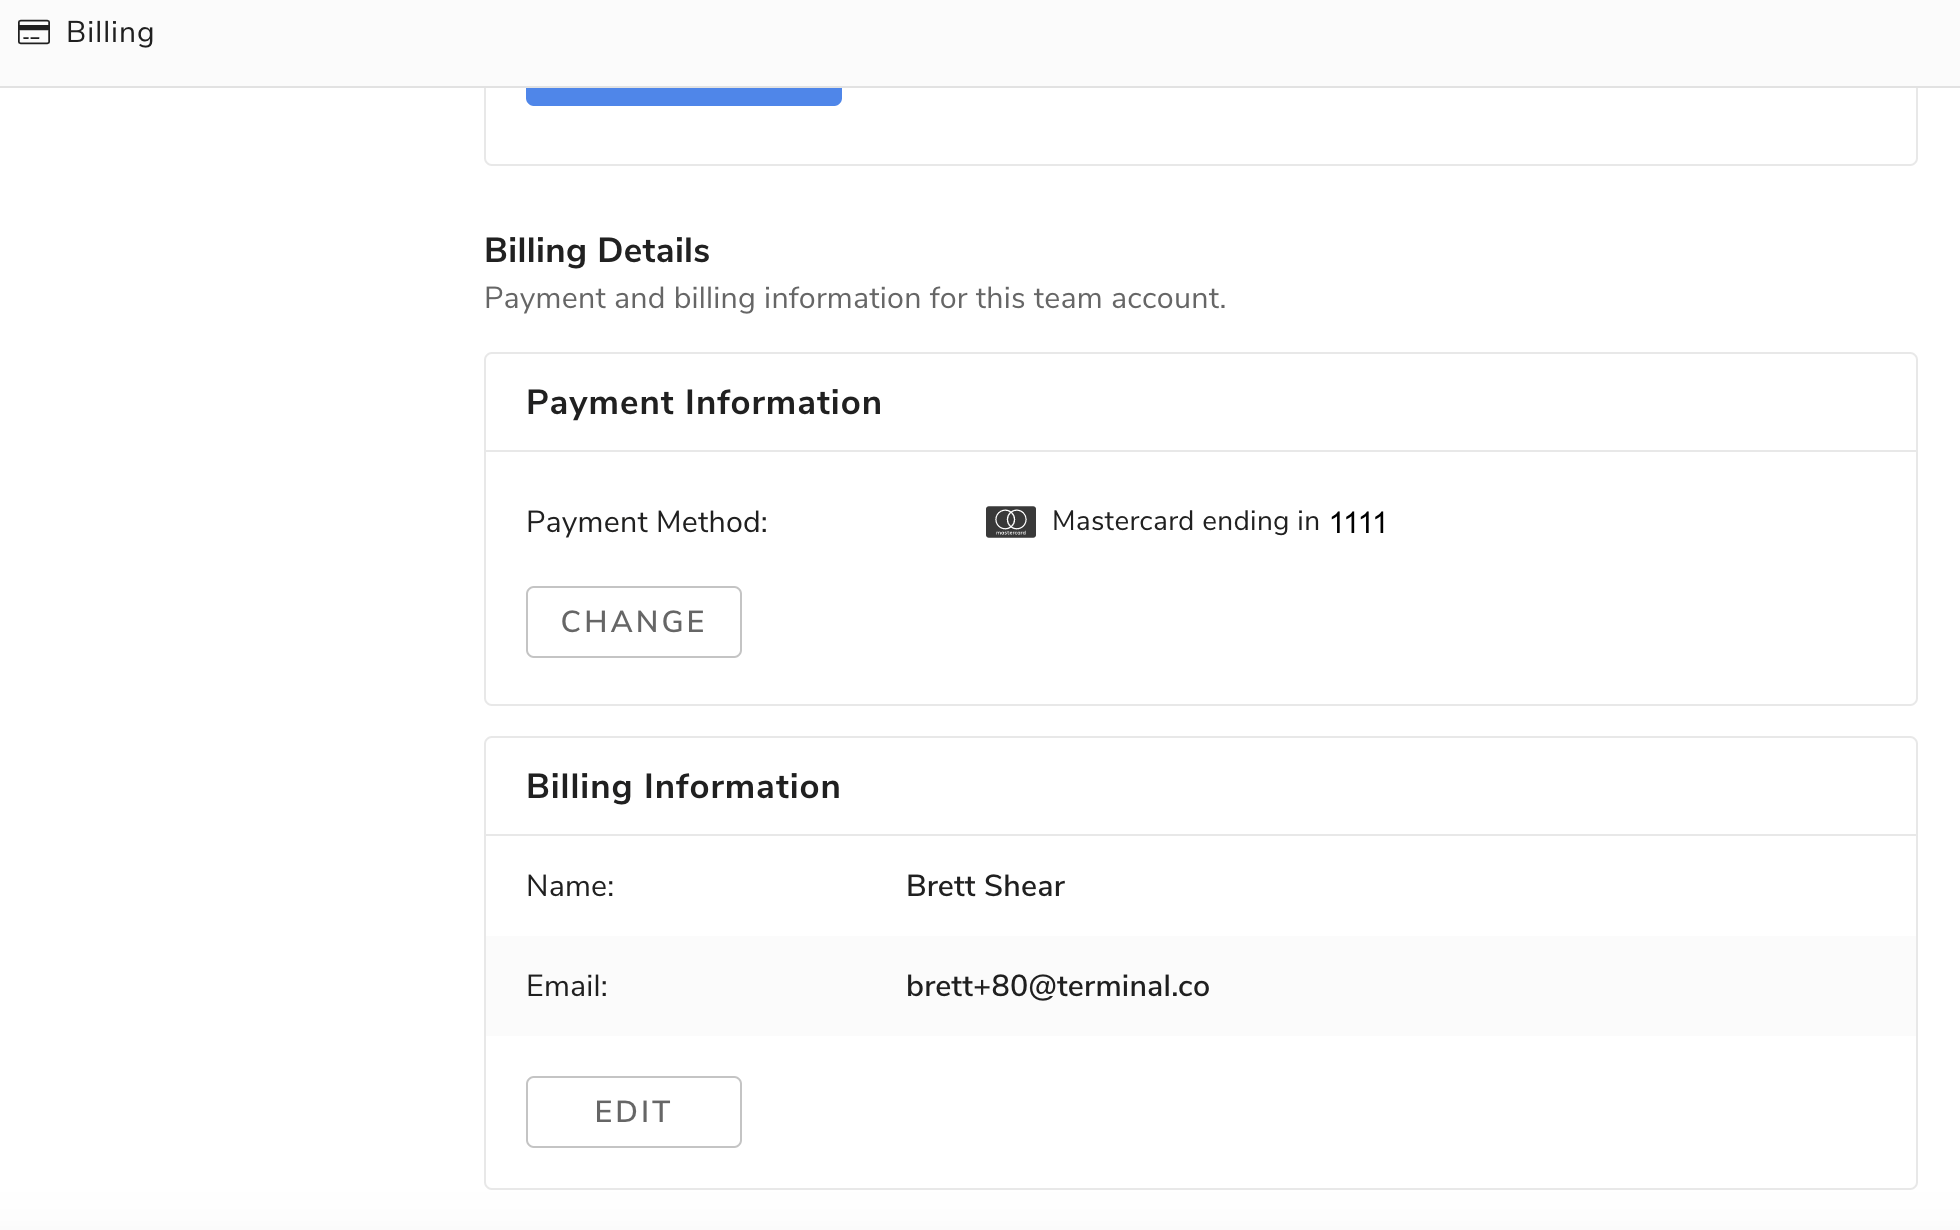 Billing
Billing Details
Payment and billing information for this team account.
Payment Information
Payment Method: mastercard Mastercard ending in 1111
CHANGE
Billing Information
Name: Brett Shear
Email: brett+80@terminal.co
EDIT